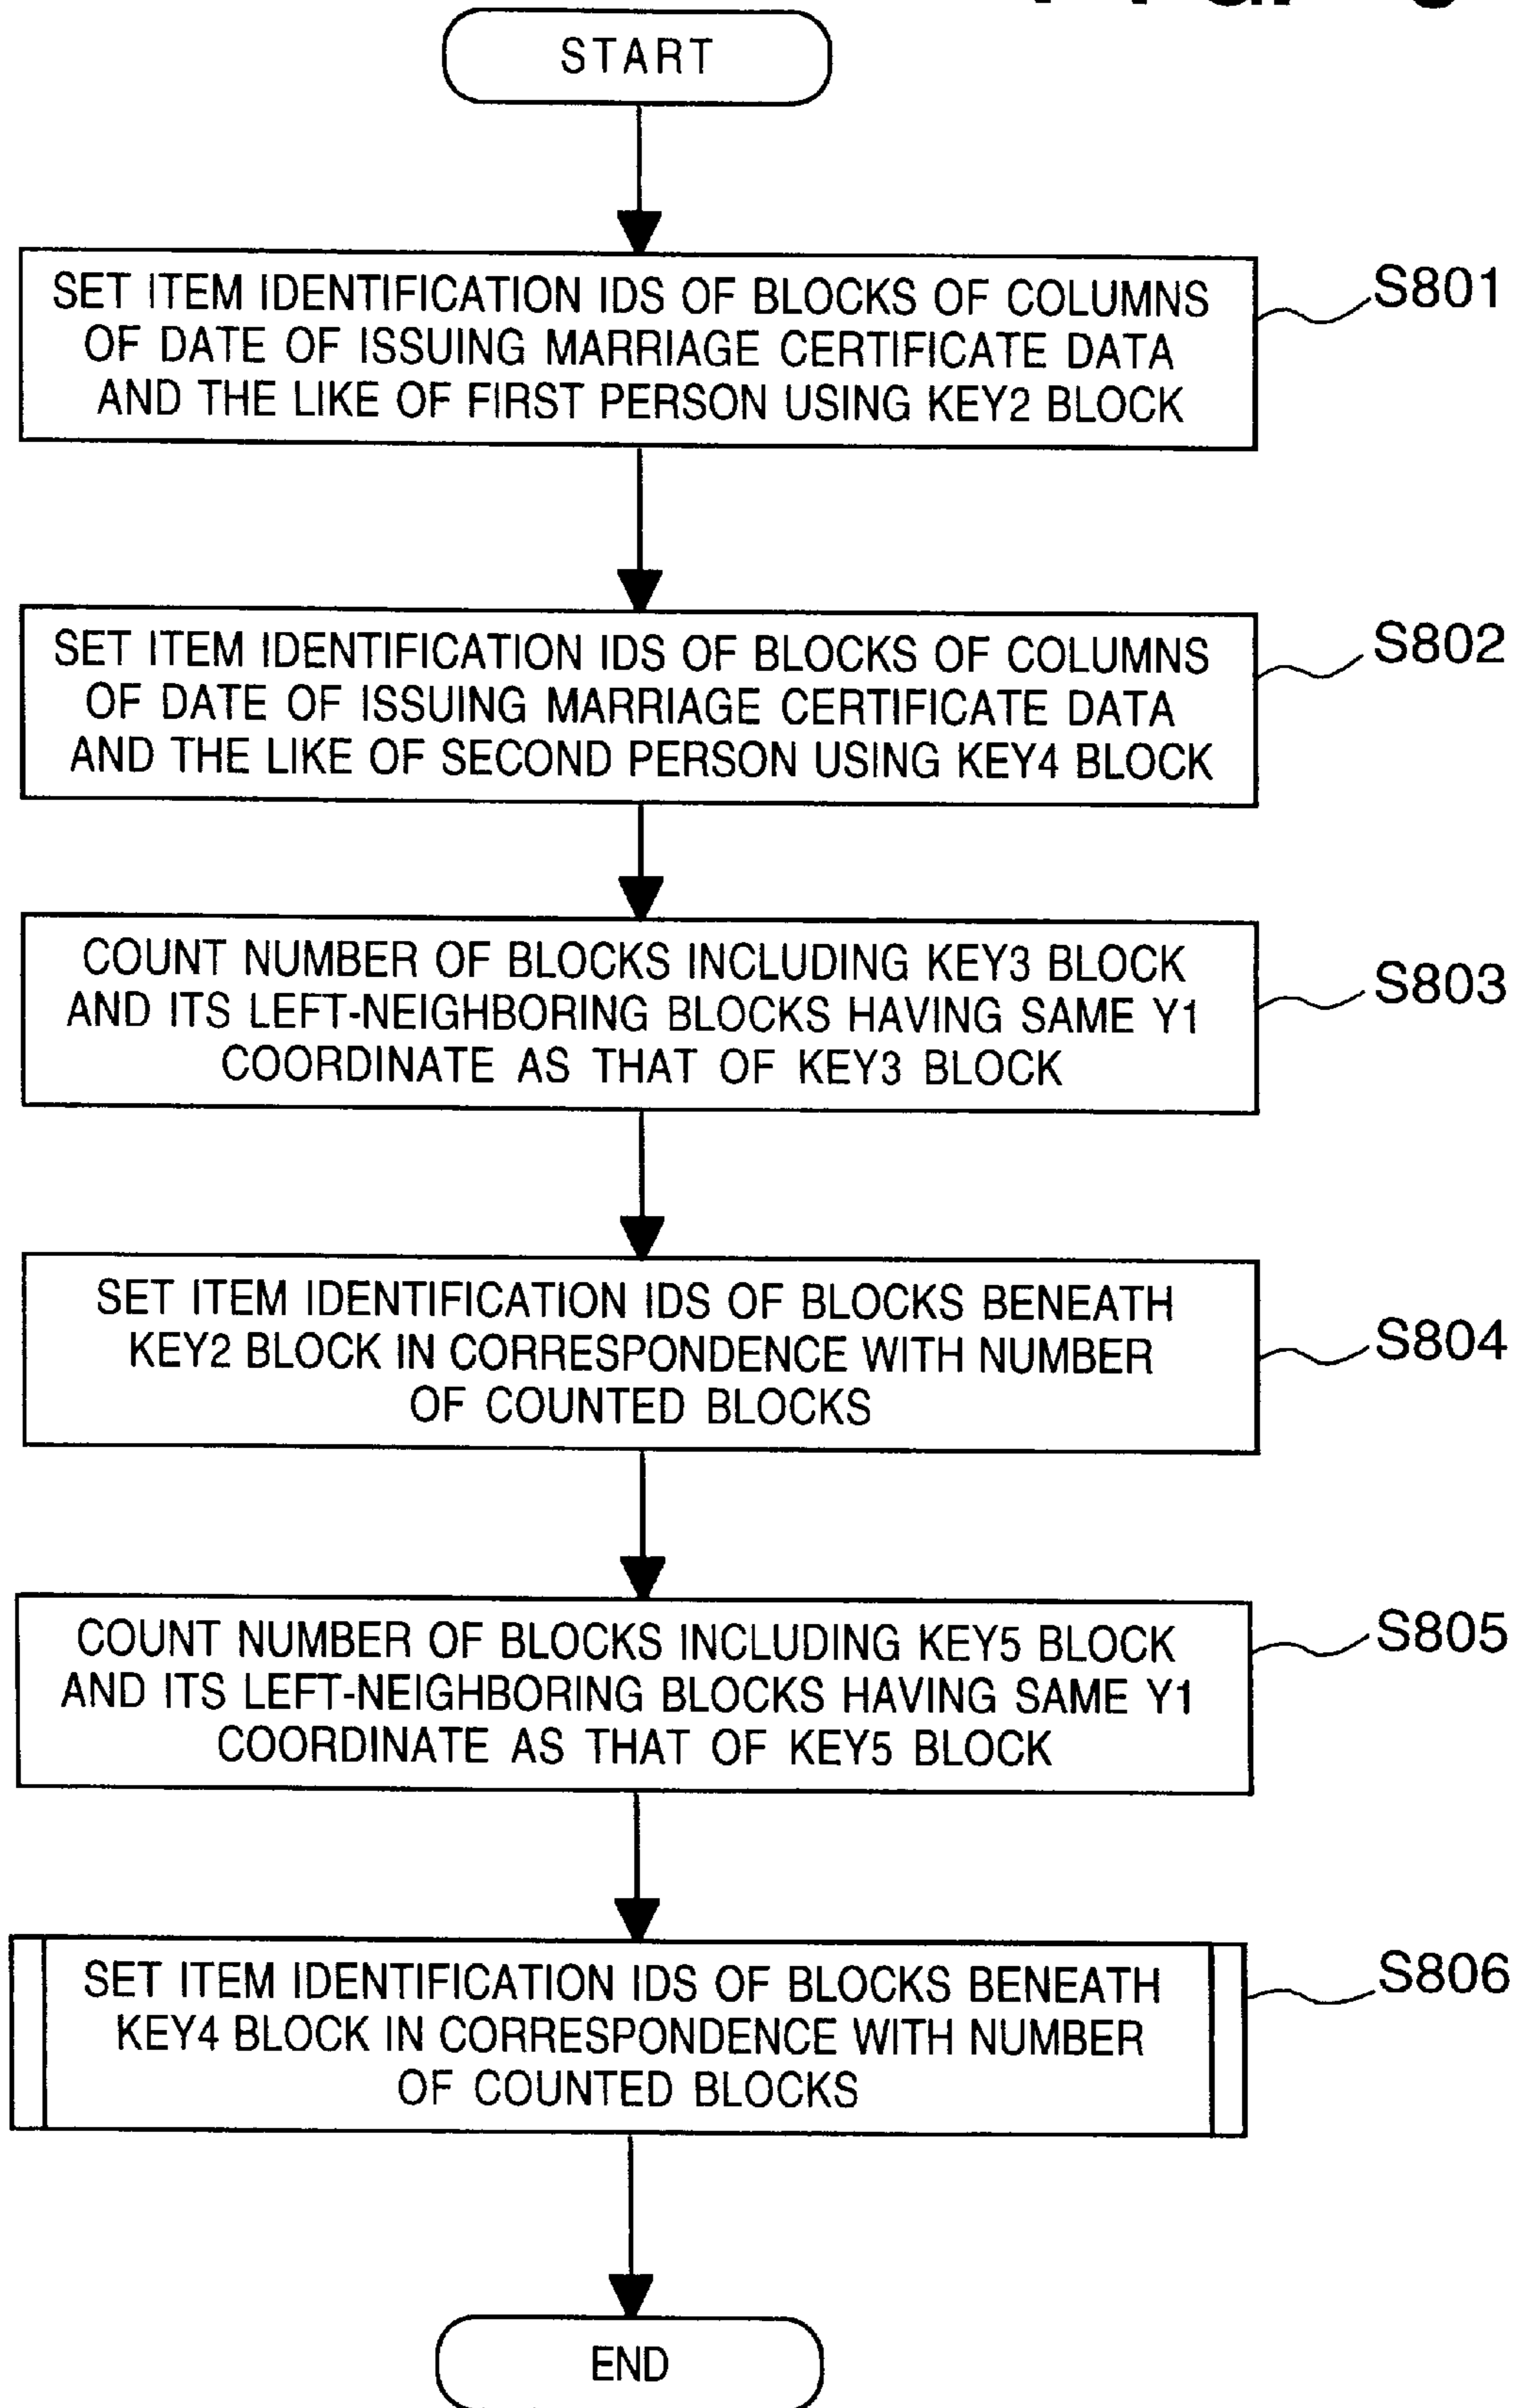 START
SET ITEM IDENTIFICATION IDS OF BLOCKS OF COLUMNS
OF DATE OF ISSUING MARRIAGE CERTIFICATE DATA
AND THE LIKE OF FIRST PERSON USING KEY2 BLOCK
S801
SET ITEM IDENTIFICATION IDS OF BLOCKS OF COLUMNS
OF DATE OF ISSUING MARRIAGE CERTIFICATE DATA
AND THE LIKE OF SECOND PERSON USING KEY4 BLOCK
S802
COUNT NUMBER OF BLOCKS INCLUDING KEY3 BLOCK
AND ITS LEFT-NEIGHBORING BLOCKS HAVING SAME Y1
COORDINATE AS THAT OF KEY3 BLOCK
S803
SET ITEM IDENTIFICATION IDS OF BLOCKS BENEATH
KEY2 BLOCK IN CORRESPONDENCE WITH NUMBER
OF COUNTED BLOCKS
S804
COUNT NUMBER OF BLOCKS INCLUDING KEY5 BLOCK
AND ITS LEFT-NEIGHBORING BLOCKS HAVING SAME Y1
COORDINATE AS THAT OF KEY5 BLOCK
S805
SET ITEM IDENTIFICATION IDS OF BLOCKS BENEATH
KEY4 BLOCK IN CORRESPONDENCE WITH NUMBER
OF COUNTED BLOCKS
S806
END